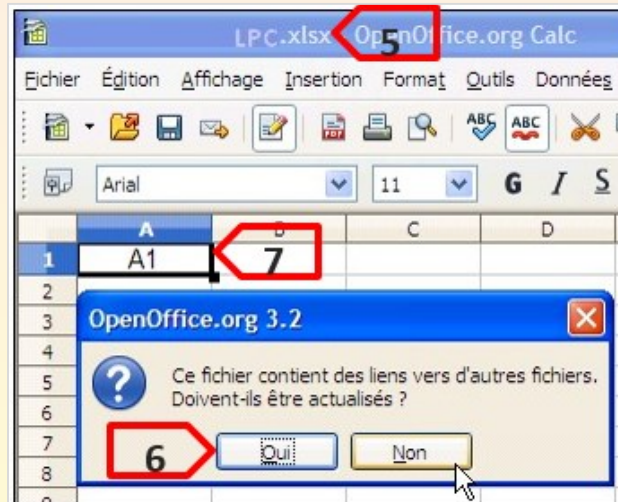 LPC.xlsx OpenOffice.org Calc
5
Fichier Édition Affichage Insertion Format Outils Données
ABC ABC
Arial 11 G I S
A B C D
1 A1
7
2
3 OpenOffice.org 3.2
4
5 Ce fichier contient des liens vers d'autres fichiers.
6 Doivent-ils être actualisés ?
7
6 Oui Non
8